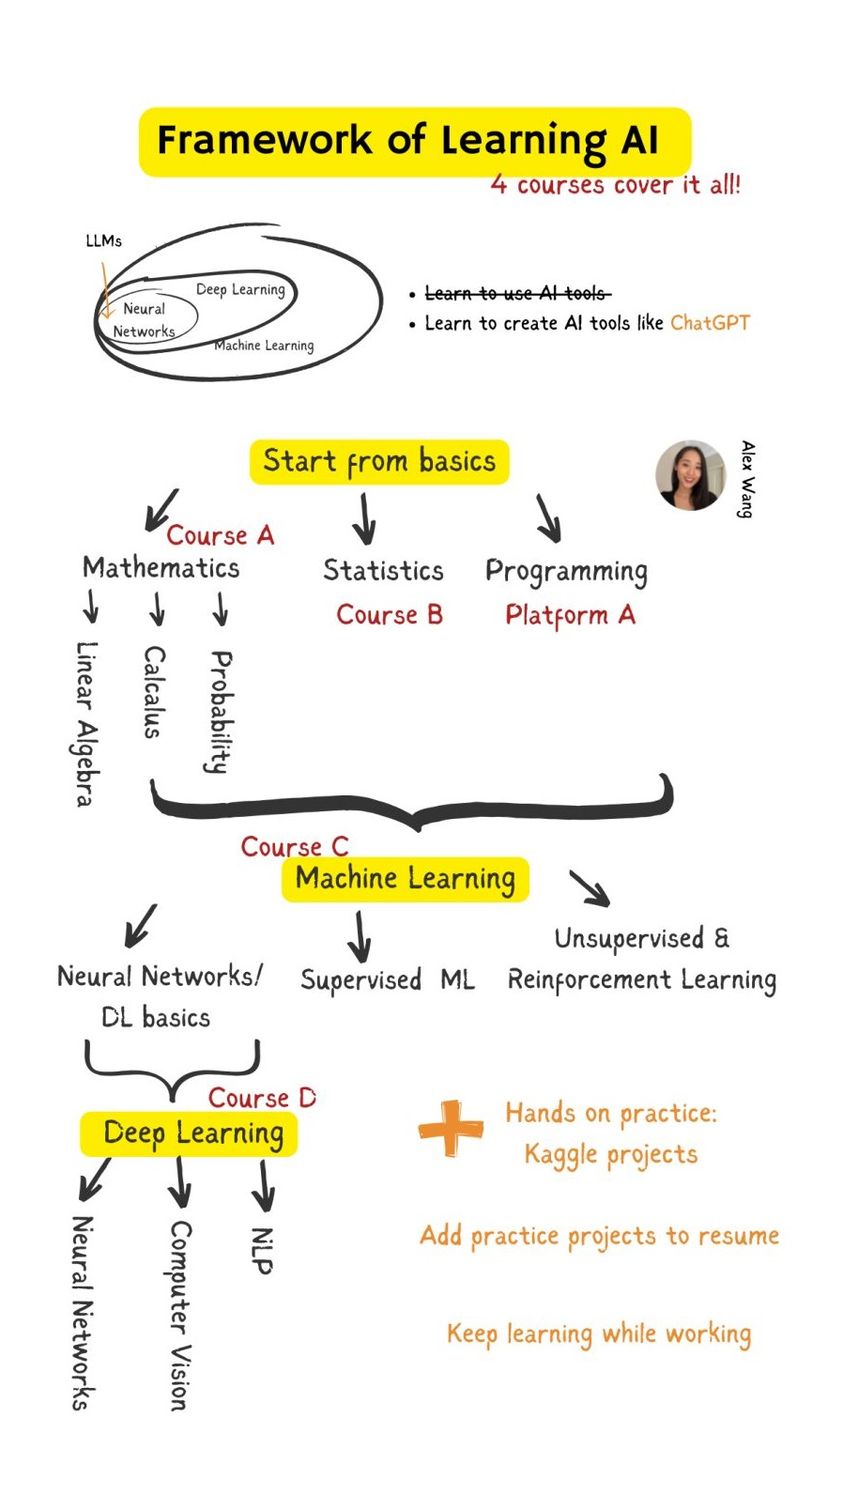 Framework of Learning AI
4 courses cover it all!
LLMs
Deep Learning
Neural
Networks
Machine Learning
• Learn to use AI tools
• Learn to create AI tools like ChatGPT
Start from basics
Alex Wang
Course A
Mathematics
Statistics
Programming
Course B
Platform A
Linear Algebra
Calcalus
Probability
Course C
Machine Learning
Neural Networks/
DL basics
Supervised ML
Unsupervised &
Reinforcement Learning
Course D
Deep Learning
Neural Networks
Computer Vision
NLP
Hands on practice:
Kaggle projects
Add practice projects to resume
Keep learning while working